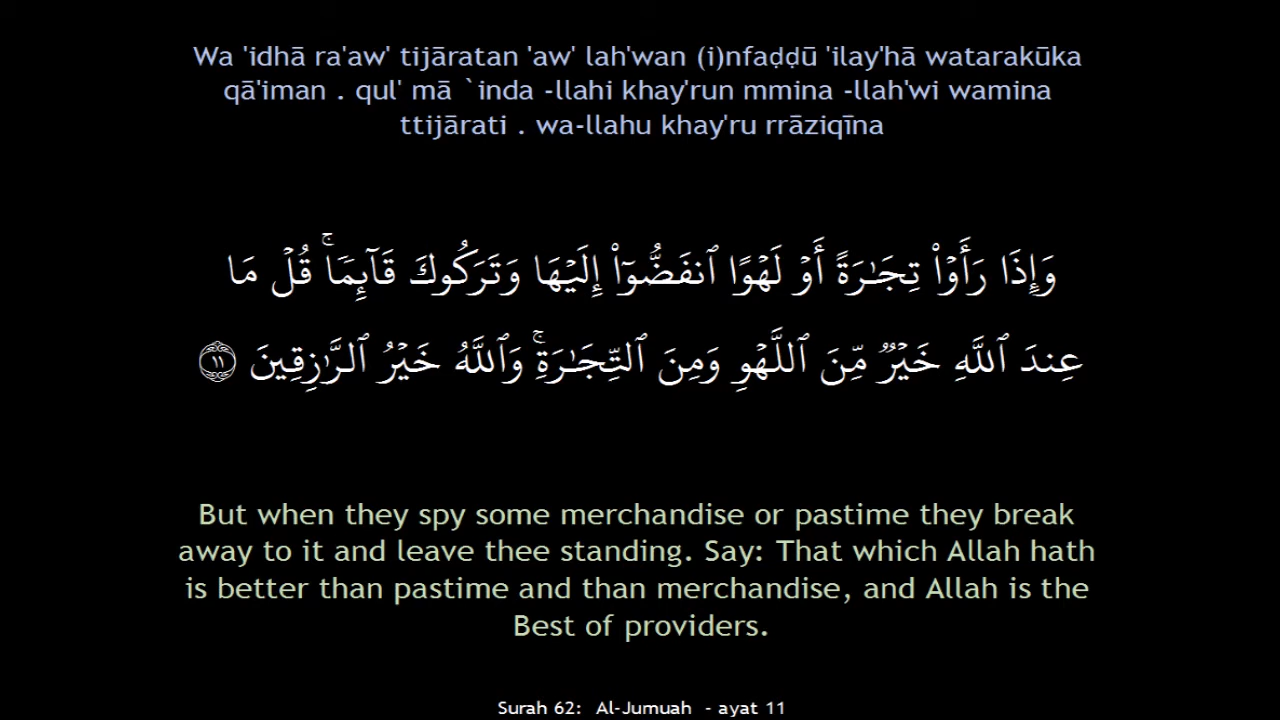 Wa 'idhā ra'aw' tijāratan 'aw' lah'wan (i)nfaḍḍū 'ilay'hā watarakūka
qā'iman . qul' mā `inda -llahi khay'run mmina -llah'wi wamina
ttijārati . wa-llahu khay'ru rrāziqīna
وَإِذَا رَأَوۡاْ تِجَـٰرَةً أَوۡ لَهۡوًا ٱنفَضُّوٓاْ إِلَيۡهَا وَتَرَكُوكَ قَآٮِٕمً۬ا‌ۚ قُلۡ مَا
عِندَ ٱللَّهِ خَيۡرٌ۬ مِّنَ ٱللَّهۡوِ وَمِنَ ٱلتِّجَـٰرَةِ‌ۚ وَٱللَّهُ خَيۡرُ ٱلرَّٲزِقِينَ ١١
But when they spy some merchandise or pastime they break
away to it and leave thee standing. Say: That which Allah hath
is better than pastime and than merchandise, and Allah is the
Best of providers.
Surah 62: Al-Jumuah - ayat 11